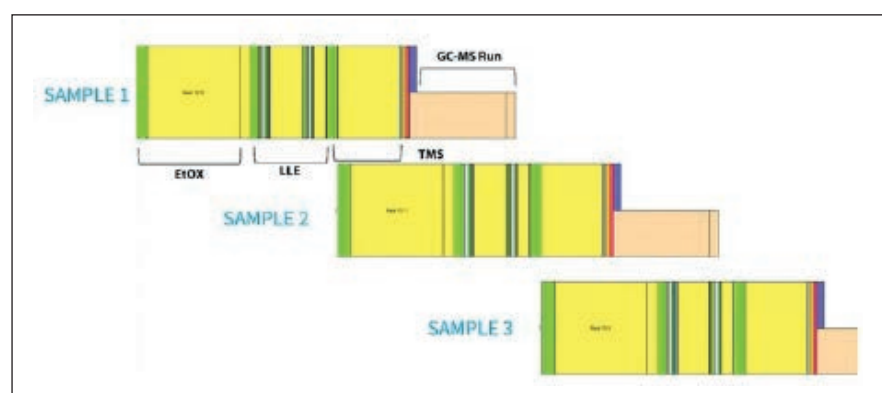 GC-MS Run
SAMPLE 1
EtOX
LLE
TMS
SAMPLE 2
SAMPLE 3